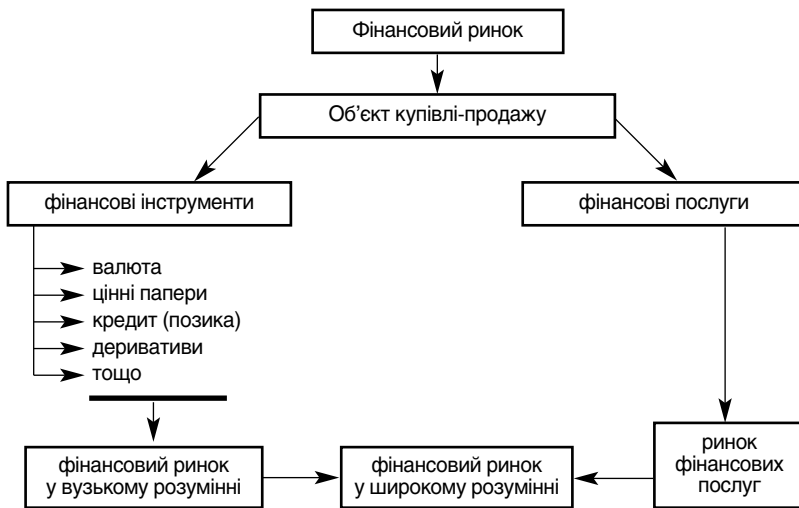 Фінансовий ринок
Об’єкт купівлі-продажу
фінансові інструменти
фінансові послуги
валюта
цінні папери
кредит (позика)
деривативи
тощо
фінансовий ринок
у вузькому розумінні
фінансовий ринок
у широкому розумінні
ринок
фінансових
послуг